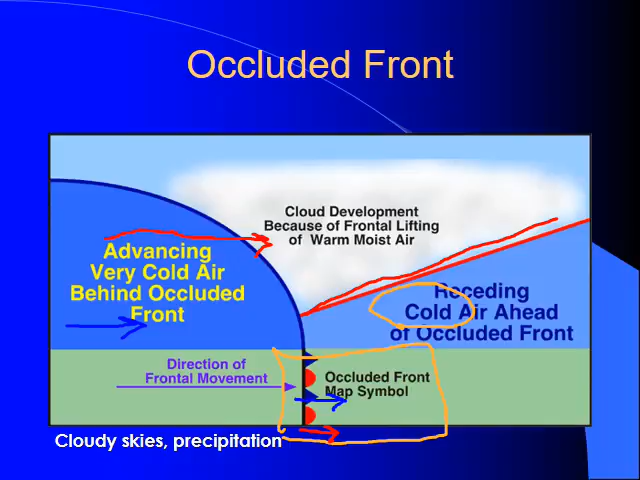 Occluded Front
Cloud Development
Because of Frontal Lifting
of Warm Moist Air
Advancing
Very Cold Air
Behind Occluded
Front
Receding
Cold Air Ahead
of Occluded Front
Direction of
Frontal Movement
Occluded Front
Map Symbol
Cloudy skies, precipitation